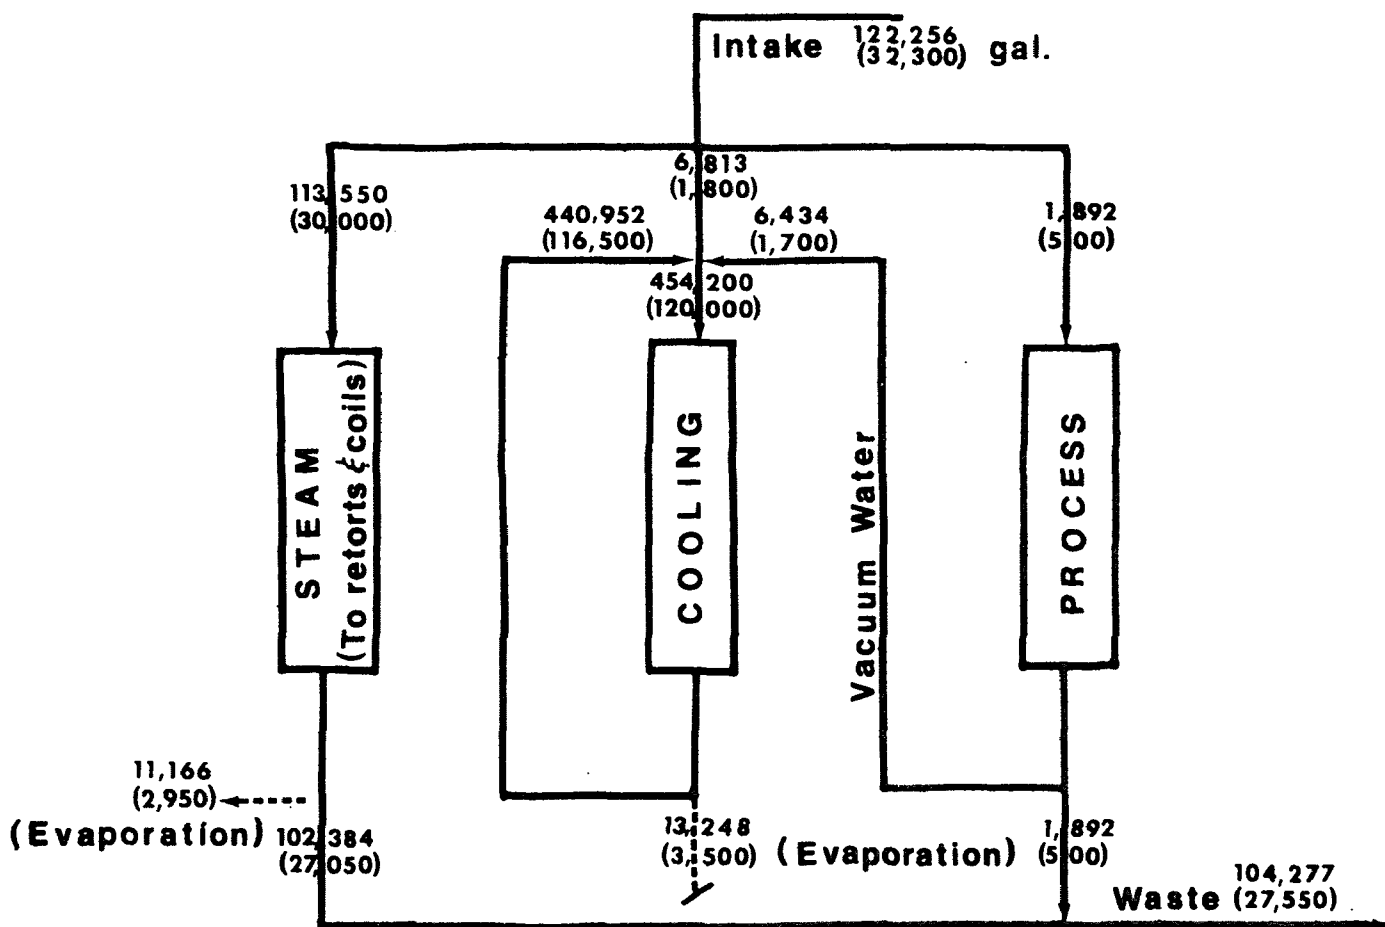 Intake 122,256
(32,300) gal.
6,813
(1,800)
113,550
(30,000)
440,952
(116,500)
6,434
(1,700)
1,892
(500)
454,200
(120,000)
STEAM
(To retorts & coils)
COOLING
Vacuum Water
PROCESS
11,166
(2,950)
(Evaporation)
102,384
(27,050)
13,248
(3,500)
(Evaporation)
1,892
(500)
Waste 104,277
(27,550)